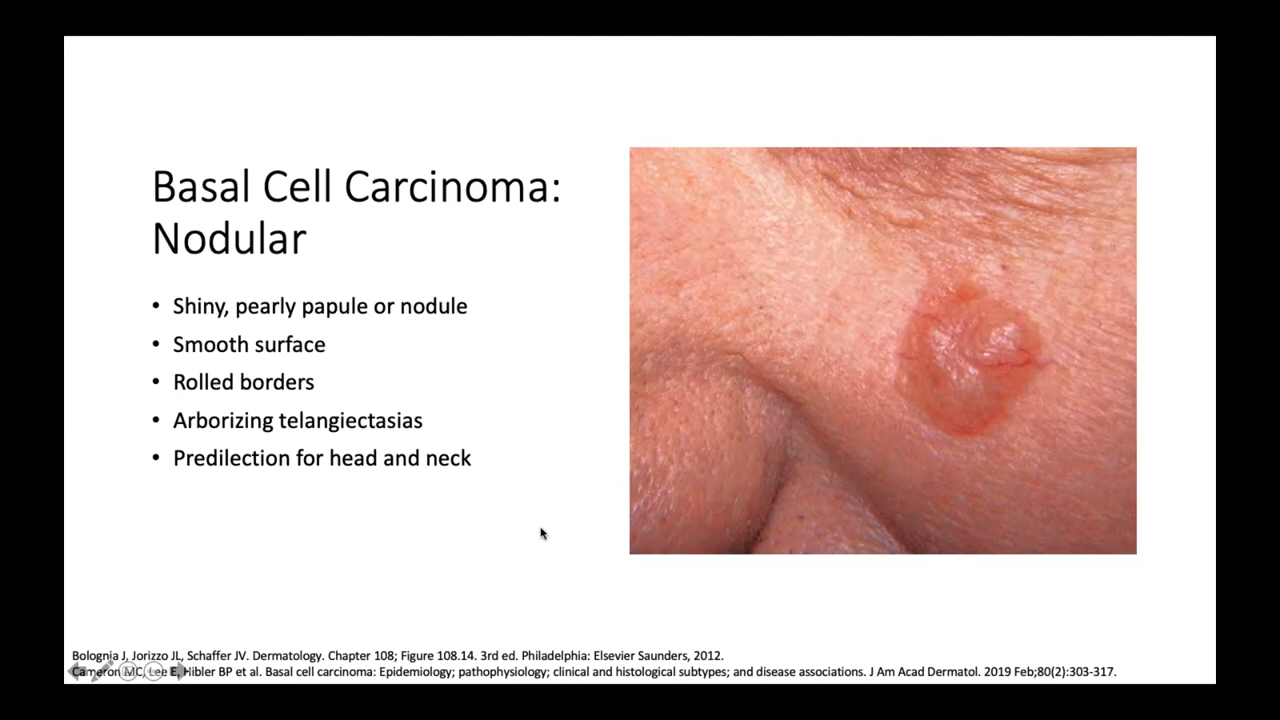 Basal Cell Carcinoma:
Nodular
• Shiny, pearly papule or nodule
• Smooth surface
• Rolled borders
• Arborizing telangiectasias
• Predilection for head and neck
Bolognia J, Jorizzo JL, Schaffer JV. Dermatology. Chapter 108; Figure 108.14. 3rd ed. Philadelphia: Elsevier Saunders, 2012.
Cameron MC, Lee E, Hibler BP et al. Basal cell carcinoma: Epidemiology; pathophysiology; clinical and histological subtypes; and disease associations. J Am Acad Dermatol. 2019 Feb;80(2):303-317.